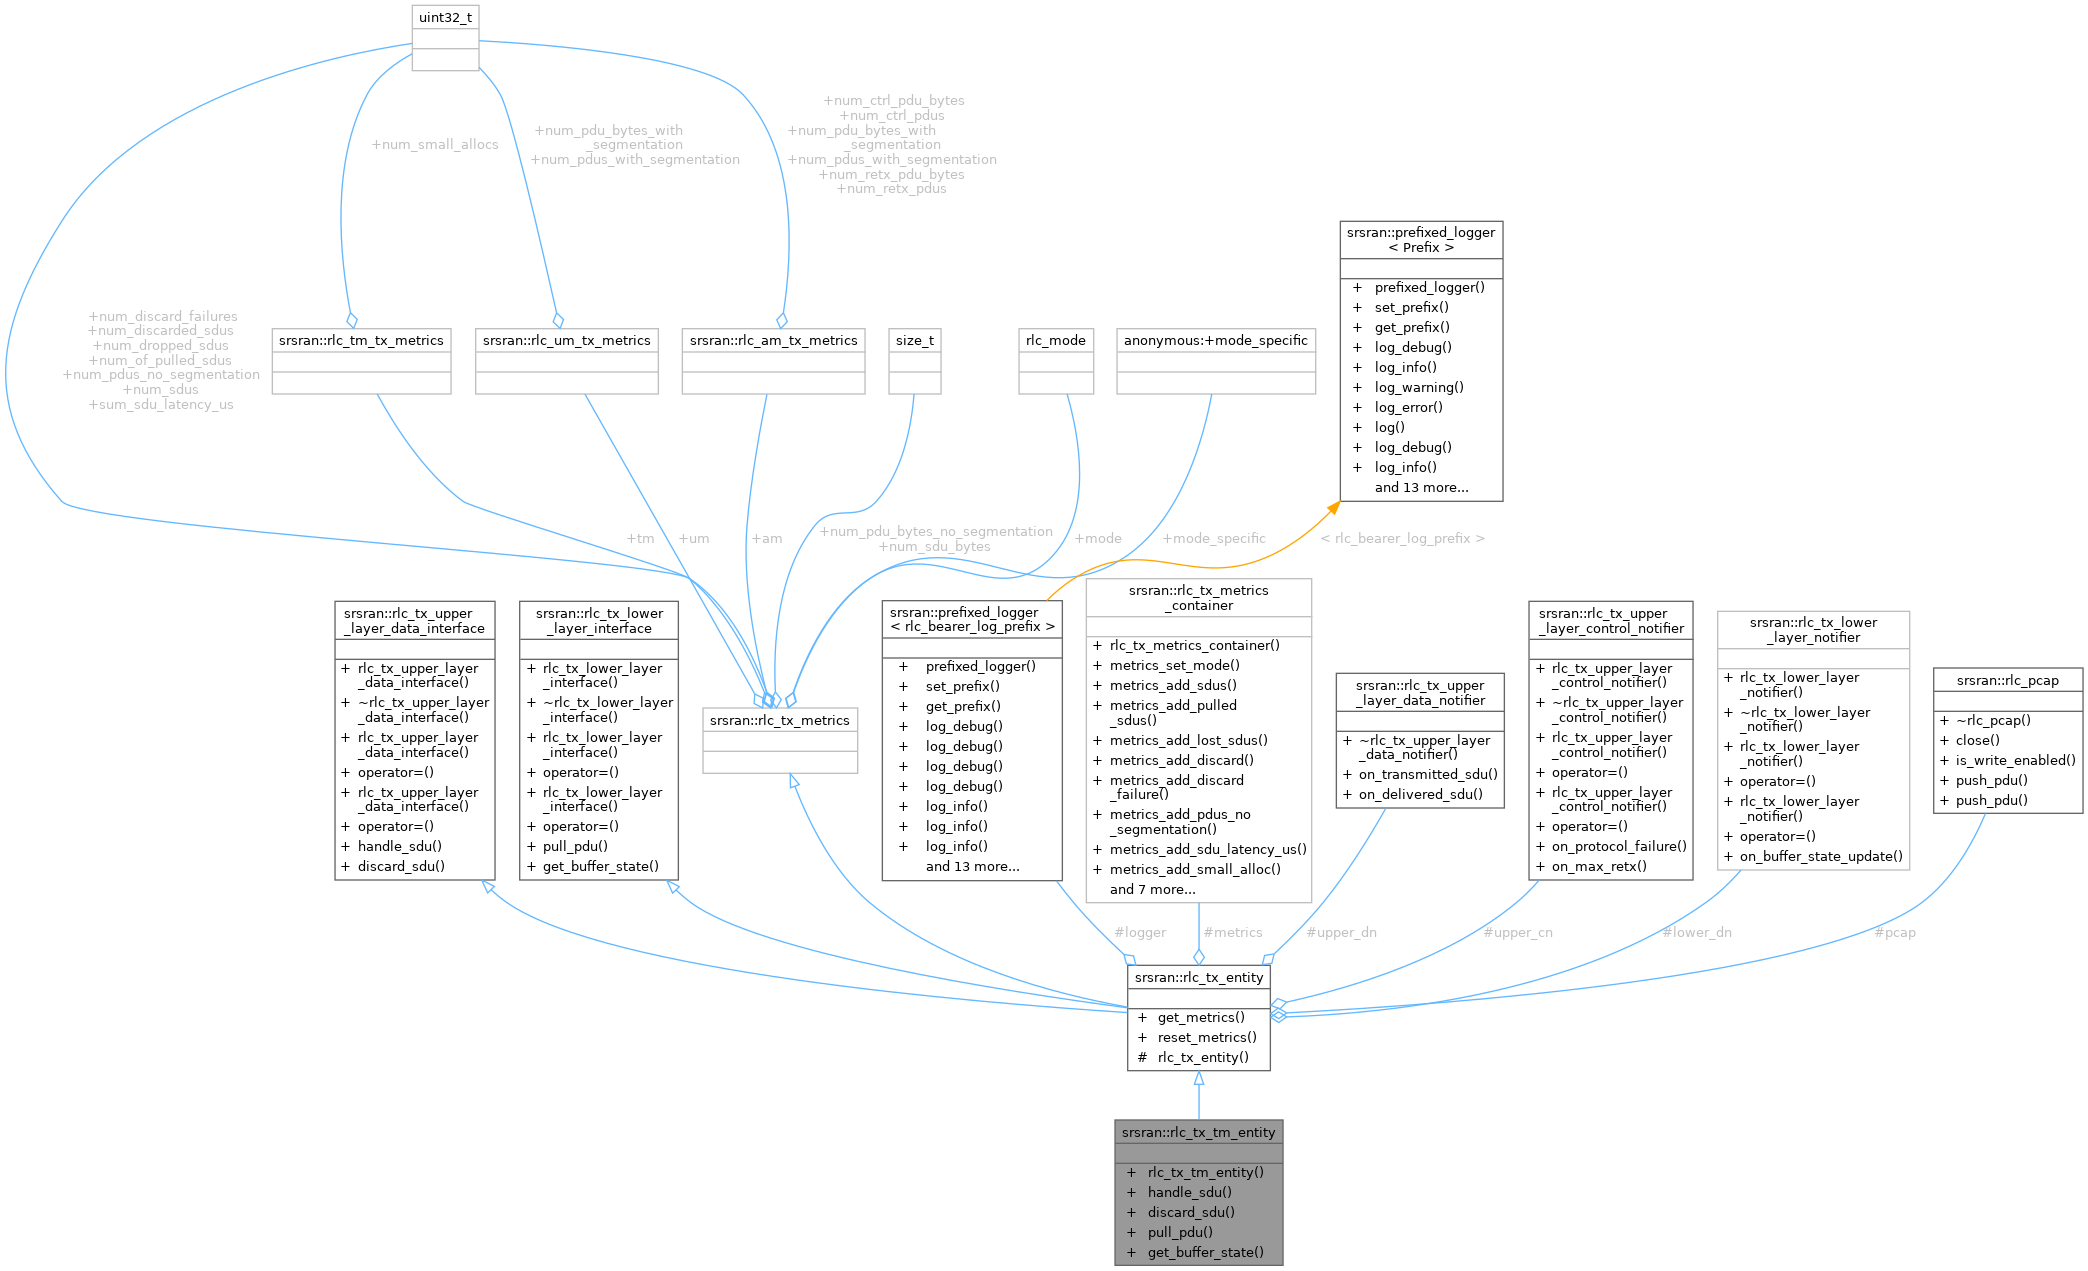 uint32_t
+num_ctrl_pdu_bytes
+num_ctrl_pdus
+num_pdu_bytes_with
_segmentation
+num_pdus_with_segmentation
+num_retx_pdu_bytes
+num_retx_pdus
+num_pdu_bytes_with
_segmentation
+num_pdus_with_segmentation
+num_small_allocs
srsran::prefixed_logger
< Prefix >
+ prefixed_logger()
+ set_prefix()
+ get_prefix()
+ log_debug()
+ log_info()
+ log_warning()
+ log_error()
+ log()
+ log_debug()
+ log_info()
and 13 more...
+num_discard_failures
+num_discarded_sdus
+num_dropped_sdus
+num_of_pulled_sdus
+num_pdus_no_segmentation
+num_sdus
+sum_sdu_latency_us
srsran::rlc_tm_tx_metrics
srsran::rlc_um_tx_metrics
srsran::rlc_am_tx_metrics
size_t
rlc_mode
anonymous:+mode_specific
+tm
+um
+am
+num_pdu_bytes_no_segmentation
+num_sdu_bytes
+mode
+mode_specific
< rlc_bearer_log_prefix >
srsran::rlc_tx_upper
_layer_data_interface
+ rlc_tx_upper_layer
_data_interface()
+ ~rlc_tx_upper_layer
_data_interface()
+ rlc_tx_upper_layer
_data_interface()
+ operator=()
+ rlc_tx_upper_layer
_data_interface()
+ operator=()
+ handle_sdu()
+ discard_sdu()
srsran::rlc_tx_lower
_layer_interface
+ rlc_tx_lower_layer
_interface()
+ ~rlc_tx_lower_layer
_interface()
+ rlc_tx_lower_layer
_interface()
+ operator=()
+ rlc_tx_lower_layer
_interface()
+ operator=()
+ pull_pdu()
+ get_buffer_state()
srsran::rlc_tx_metrics
srsran::prefixed_logger
< rlc_bearer_log_prefix >
+ prefixed_logger()
+ set_prefix()
+ get_prefix()
+ log_debug()
+ log_debug()
+ log_debug()
+ log_debug()
+ log_info()
+ log_info()
+ log_info()
and 13 more...
srsran::rlc_tx_metrics
_container
+ rlc_tx_metrics_container()
+ metrics_set_mode()
+ metrics_add_sdus()
+ metrics_add_pulled
_sdus()
+ metrics_add_lost_sdus()
+ metrics_add_discard()
+ metrics_add_discard
_failure()
+ metrics_add_pdus_no
_segmentation()
+ metrics_add_sdu_latency_us()
+ metrics_add_small_alloc()
and 7 more...
srsran::rlc_tx_upper
_layer_data_notifier
+ ~rlc_tx_upper_layer
_data_notifier()
+ on_transmitted_sdu()
+ on_delivered_sdu()
srsran::rlc_tx_upper
_layer_control_notifier
+ rlc_tx_upper_layer
_control_notifier()
+ ~rlc_tx_upper_layer
_control_notifier()
+ rlc_tx_upper_layer
_control_notifier()
+ operator=()
+ rlc_tx_upper_layer
_control_notifier()
+ operator=()
+ on_protocol_failure()
+ on_max_retx()
srsran::rlc_tx_lower
_layer_notifier
+ rlc_tx_lower_layer
_notifier()
+ ~rlc_tx_lower_layer
_notifier()
+ rlc_tx_lower_layer
_notifier()
+ operator=()
+ rlc_tx_lower_layer
_notifier()
+ operator=()
+ on_buffer_state_update()
srsran::rlc_pcap
+ ~rlc_pcap()
+ close()
+ is_write_enabled()
+ push_pdu()
+ push_pdu()
#logger
#metrics
#upper_dn
#upper_cn
#lower_dn
#pcap
srsran::rlc_tx_entity
+ get_metrics()
+ reset_metrics()
# rlc_tx_entity()
srsran::rlc_tx_tm_entity
+ rlc_tx_tm_entity()
+ handle_sdu()
+ discard_sdu()
+ pull_pdu()
+ get_buffer_state()